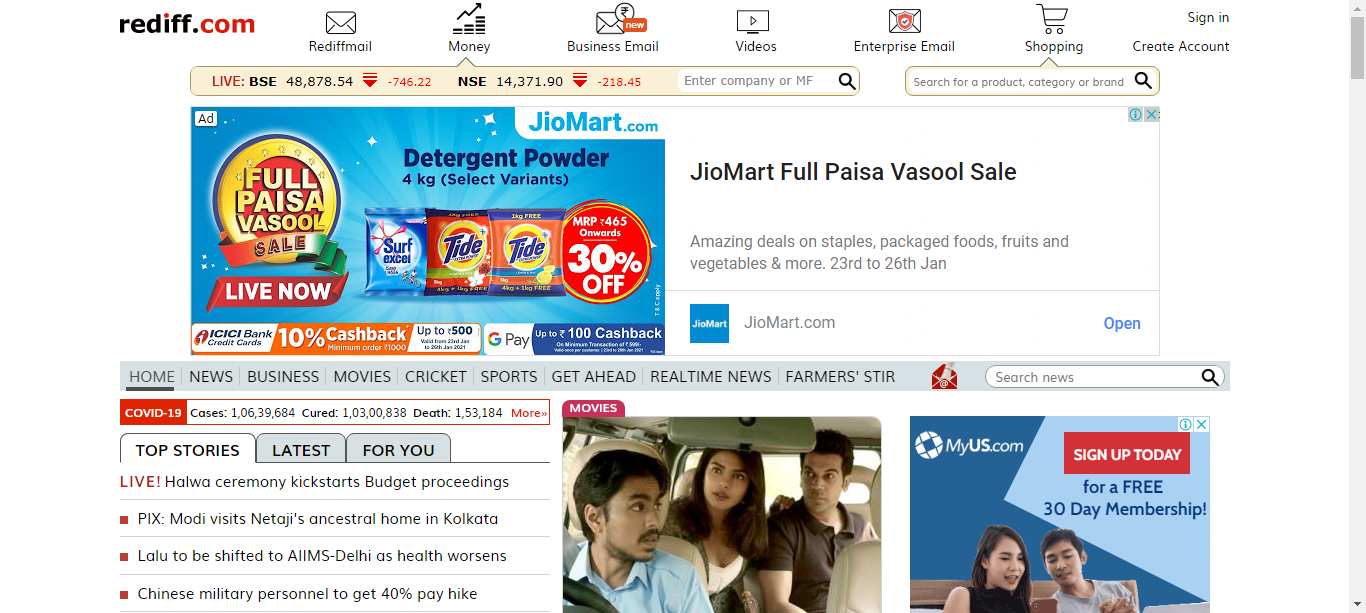 rediff.com
Rediffmail
Money
new
Business Email
Videos
Enterprise Email
Shopping
Sign in
Create Account
LIVE: BSE 48,878.54 -746.22 NSE 14,371.90 -218.45
Enter company or MF
Search for a product, category or brand
Ad
JioMart.com
Detergent Powder
4 kg (Select Variants)
FULL
PAISA
VASOOL
SALE
LIVE NOW
Surf
excel
Tide
Tide
1kg FREE
4kg + 1kg FREE
MRP ₹465
Onwards
30%
OFF
T & C apply
ICICI Bank
Credit Cards
10% Cashback
Minimum order ₹1000
Up to ₹500
Valid from 23rd Jan
to 26th Jan 2021
G Pay
Up to ₹ 100 Cashback
On Minimum Transaction of ₹ 599/-
JioMart Full Paisa Vasool Sale
Amazing deals on staples, packaged foods, fruits and
vegetables & more. 23rd to 26th Jan
JioMart
JioMart.com
Open
HOME NEWS BUSINESS MOVIES CRICKET SPORTS GET AHEAD REALTIME NEWS FARMERS' STIR
Search news
COVID-19 Cases: 1,06,39,684 Cured: 1,03,00,838 Death: 1,53,184 More»
TOP STORIES LATEST FOR YOU
LIVE! Halwa ceremony kickstarts Budget proceedings
PIX: Modi visits Netaji's ancestral home in Kolkata
Lalu to be shifted to AIIMS-Delhi as health worsens
Chinese military personnel to get 40% pay hike
MOVIES
MyUS.com
SIGN UP TODAY
for a FREE
30 Day Membership!